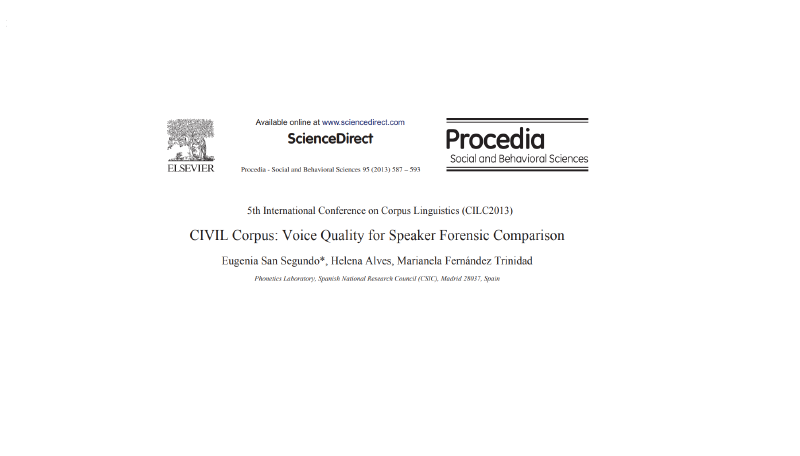 Available online at www.sciencedirect.com
ScienceDirect
Procedia
Social and Behavioral Sciences
ELSEVIER
Procedia - Social and Behavioral Sciences 95 (2013) 587 – 593
5th International Conference on Corpus Linguistics (CILC2013)
CIVIL Corpus: Voice Quality for Speaker Forensic Comparison
Eugenia San Segundo*, Helena Alves, Marianela Fernández Trinidad
Phonetics Laboratory, Spanish National Research Council (CSIC), Madrid 28037, Spain